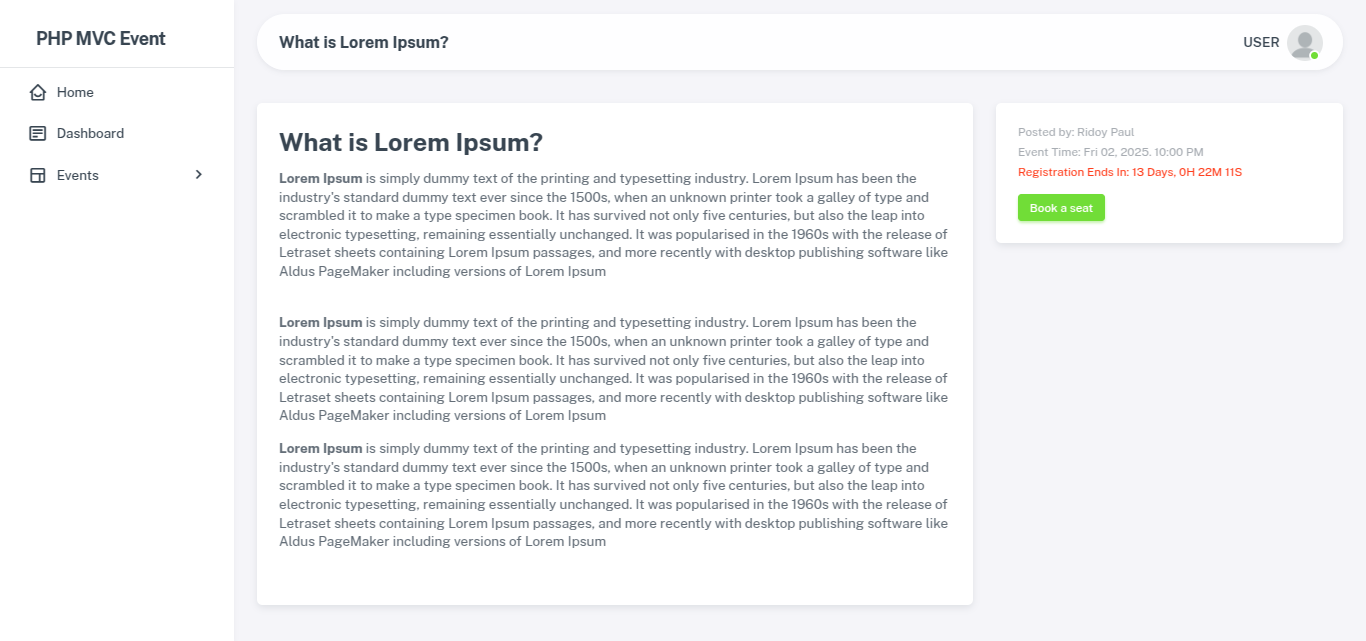 PHP MVC Event
Home
Dashboard
Events
What is Lorem Ipsum?
USER
What is Lorem Ipsum?
Lorem Ipsum is simply dummy text of the printing and typesetting industry. Lorem Ipsum has been the
industry's standard dummy text ever since the 1500s, when an unknown printer took a galley of type and
scrambled it to make a type specimen book. It has survived not only five centuries, but also the leap into
electronic typesetting, remaining essentially unchanged. It was popularised in the 1960s with the release of
Letraset sheets containing Lorem Ipsum passages, and more recently with desktop publishing software like
Aldus PageMaker including versions of Lorem Ipsum
Lorem Ipsum is simply dummy text of the printing and typesetting industry. Lorem Ipsum has been the
industry's standard dummy text ever since the 1500s, when an unknown printer took a galley of type and
scrambled it to make a type specimen book. It has survived not only five centuries, but also the leap into
electronic typesetting, remaining essentially unchanged. It was popularised in the 1960s with the release of
Letraset sheets containing Lorem Ipsum passages, and more recently with desktop publishing software like
Aldus PageMaker including versions of Lorem Ipsum
Lorem Ipsum is simply dummy text of the printing and typesetting industry. Lorem Ipsum has been the
industry's standard dummy text ever since the 1500s, when an unknown printer took a galley of type and
scrambled it to make a type specimen book. It has survived not only five centuries, but also the leap into
electronic typesetting, remaining essentially unchanged. It was popularised in the 1960s with the release of
Letraset sheets containing Lorem Ipsum passages, and more recently with desktop publishing software like
Aldus PageMaker including versions of Lorem Ipsum
Posted by: Ridoy Paul
Event Time: Fri 02, 2025. 10:00 PM
Registration Ends In: 13 Days, 0H 22M 11S
Book a seat